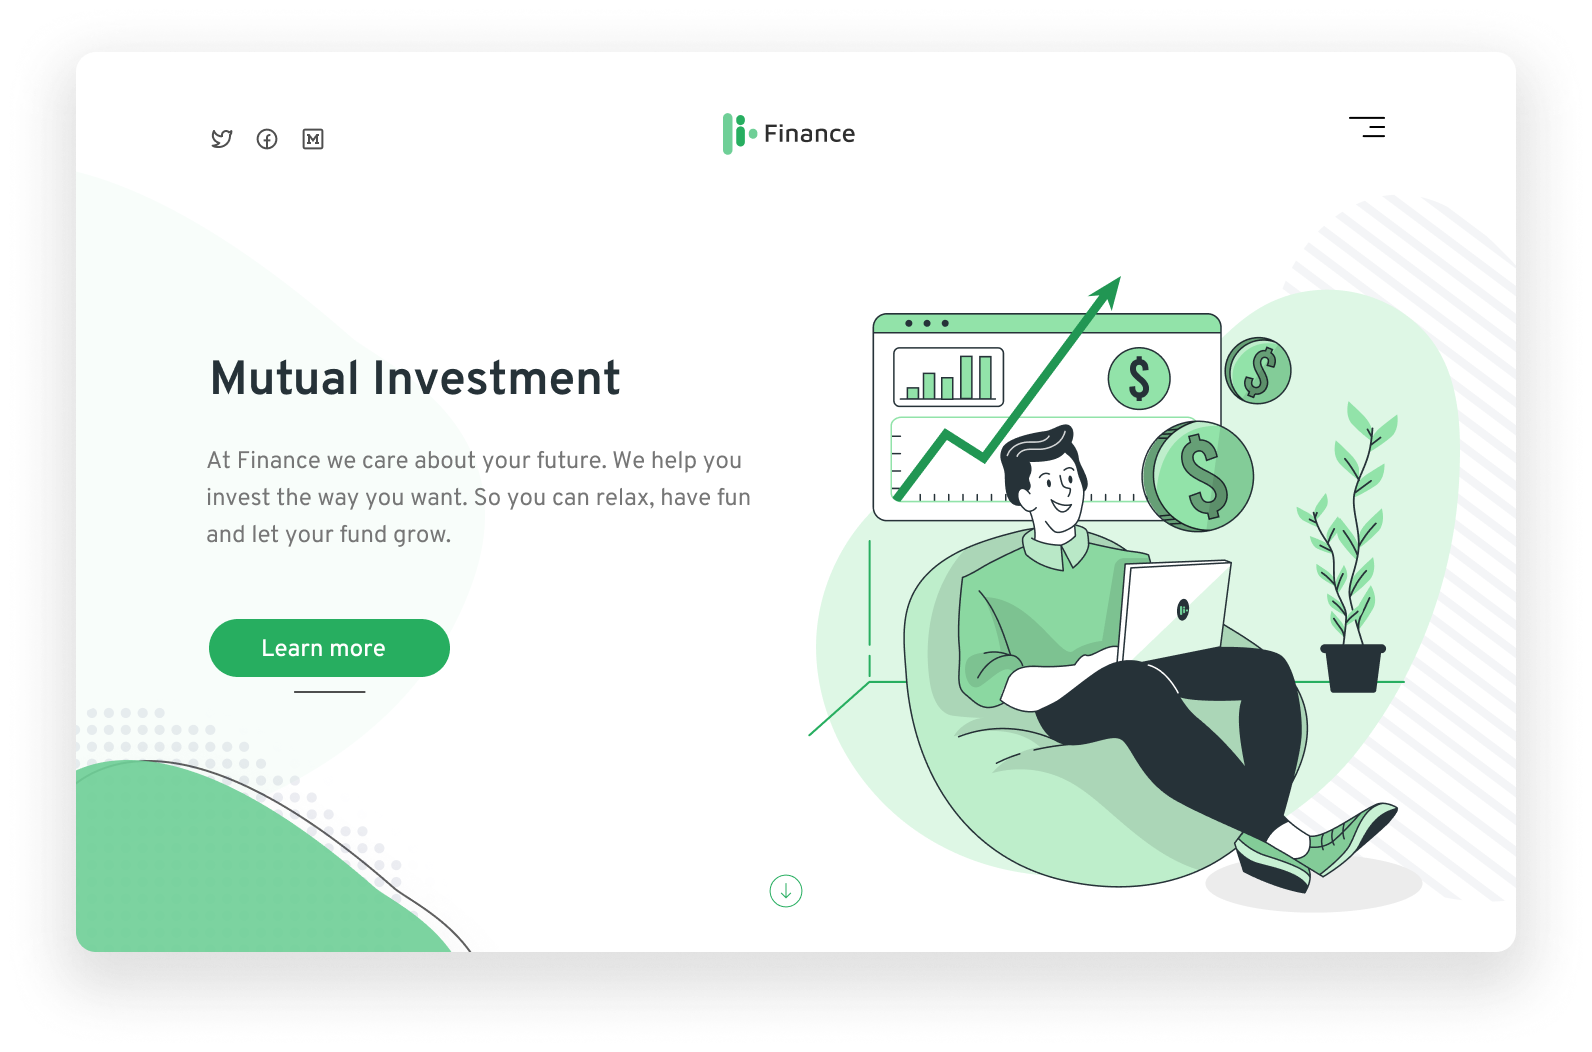 Finance
Mutual Investment
At Finance we care about your future. We help you
invest the way you want. So you can relax, have fun
and let your fund grow.
Learn more
$
$
$